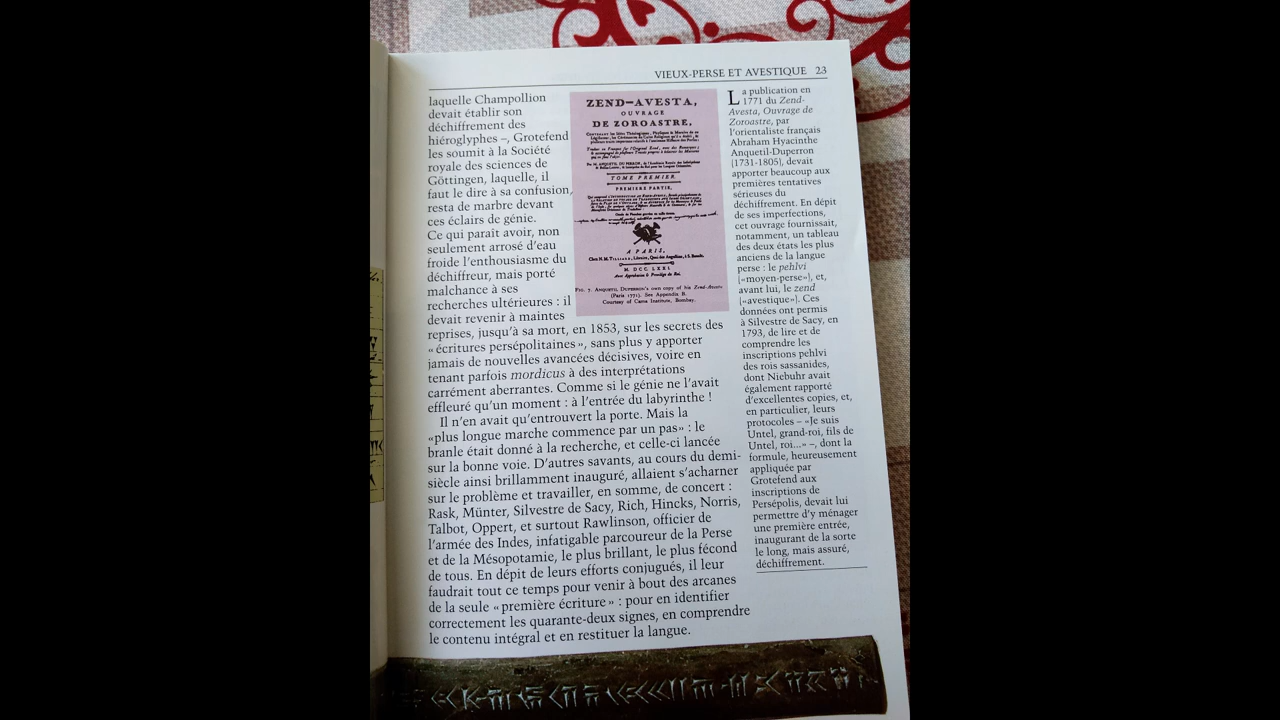 VIEUX-PERSE ET AVESTIQUE 23
laquelle Champollion
devait établir son
déchiffrement des
hiéroglyphes –, Grotefend
les soumit à la Société
royale des sciences de
Göttingen, laquelle, il
faut le dire à sa confusion,
resta de marbre devant
ces éclairs de génie.
Ce qui paraît avoir, non
seulement arrosé d'eau
froide l'enthousiasme du
déchiffreur, mais porté
malchance à ses
recherches ultérieures : il
devait revenir à maintes
reprises, jusqu'à sa mort, en 1853, sur les secrets des
«écritures persépolitaines», sans plus y apporter
jamais de nouvelles avancées décisives, voire en
tenant parfois mordicus à des interprétations
carrément aberrantes. Comme si le génie ne l'avait
effleuré qu'un moment : à l'entrée du labyrinthe !
Il n'en avait qu'entrouvert la porte. Mais la
«plus longue marche commence par un pas» : le
branle était donné à la recherche, et celle-ci lancée
sur la bonne voie. D'autres savants, au cours du demi-
siècle ainsi brillamment inauguré, allaient s'acharner
sur le problème et travailler, en somme, de concert :
Rask, Münter, Silvestre de Sacy, Rich, Hincks, Norris,
Talbot, Oppert, et surtout Rawlinson, officier de
l'armée des Indes, infatigable parcoureur de la Perse
et de la Mésopotamie, le plus brillant, le plus fécond
de tous. En dépit de leurs efforts conjugués, il leur
faudrait tout ce temps pour venir à bout des arcanes
de la seule «première écriture» : pour en identifier
correctement les quarante-deux signes, en comprendre
le contenu intégral et en restituer la langue.
ZEND-AVESTA,
OUVRAGE
DE ZOROASTRE,
TOME PREMIER.
PREMIERE PARTIE,
A PARIS,
M. DCC. LXXI.
Avec Approbation & Privilège du Roi.
FIG. 7. ANQUETIL DUPERRON's own copy of his Zend-Avesta
(Paris 1771). See Appendix B.
Courtesy of Cama Institute, Bombay.
La publication en
1771 du Zend-
Avesta, Ouvrage de
Zoroastre, par
l'orientaliste français
Abraham Hyacinthe
Anquetil-Duperron
(1731-1805), devait
apporter beaucoup aux
premières tentatives
sérieuses du
déchiffrement. En dépit
de ses imperfections,
cet ouvrage fournissait,
notamment, un tableau
des deux états les plus
anciens de la langue
perse : le pehlvi
(«moyen-perse»), et,
avant lui, le zend
(«avestique»). Ces
données ont permis
à Silvestre de Sacy, en
1793, de lire et de
comprendre les
inscriptions pehlvi
des rois sassanides,
dont Niebuhr avait
également rapporté
d'excellentes copies, et,
en particulier, leurs
protocoles – «Je suis
Untel, grand-roi, fils de
Untel, roi...» –, dont la
formule, heureusement
appliquée par
Grotefend aux
inscriptions de
Persépolis, devait lui
permettre d'y ménager
une première entrée,
inaugurant de la sorte
le long, mais assuré,
déchiffrement.